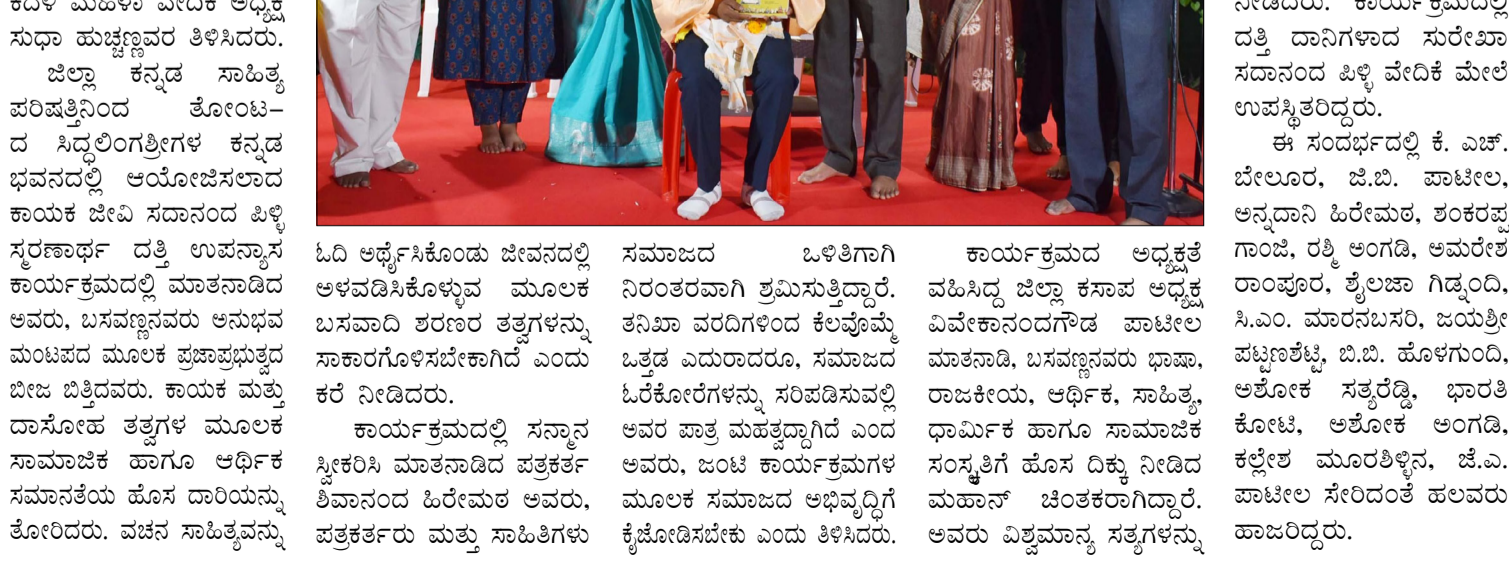 ಕದಳಿ ಮಹಿಳಾ ವೇದಿಕೆ ಅಧ್ಯಕ್ಷೆ
ಸುಧಾ ಹುಚ್ಚಣ್ಣವರ ತಿಳಿಸಿದರು.
ಜಿಲ್ಲಾ ಕನ್ನಡ ಸಾಹಿತ್ಯ
ಪರಿಷತ್ತಿನಿಂದ ತೋಂಟ–
ದ ಸಿದ್ಧಲಿಂಗಶ್ರೀಗಳ ಕನ್ನಡ
ಭವನದಲ್ಲಿ ಆಯೋಜಿಸಲಾದ
ಕಾಯಕ ಜೀವಿ ಸದಾನಂದ ಪಿಳ್ಳಿ
ಸ್ಮರಣಾರ್ಥ ದತ್ತಿ ಉಪನ್ಯಾಸ
ಕಾರ್ಯಕ್ರಮದಲ್ಲಿ ಮಾತನಾಡಿದ
ಅವರು, ಬಸವಣ್ಣನವರು ಅನುಭವ
ಮಂಟಪದ ಮೂಲಕ ಪ್ರಜಾಪ್ರಭುತ್ವದ
ಬೀಜ ಬಿತ್ತಿದವರು. ಕಾಯಕ ಮತ್ತು
ದಾಸೋಹ ತತ್ವಗಳ ಮೂಲಕ
ಸಾಮಾಜಿಕ ಹಾಗೂ ಆರ್ಥಿಕ
ಸಮಾನತೆಯ ಹೊಸ ದಾರಿಯನ್ನು
ತೋರಿದರು. ವಚನ ಸಾಹಿತ್ಯವನ್ನು
ಓದಿ ಅರ್ಥೈಸಿಕೊಂಡು ಜೀವನದಲ್ಲಿ
ಅಳವಡಿಸಿಕೊಳ್ಳುವ ಮೂಲಕ
ಬಸವಾದಿ ಶರಣರ ತತ್ವಗಳನ್ನು
ಸಾಕಾರಗೊಳಿಸಬೇಕಾಗಿದೆ ಎಂದು
ಕರೆ ನೀಡಿದರು.
ಕಾರ್ಯಕ್ರಮದಲ್ಲಿ ಸನ್ಮಾನ
ಸ್ವೀಕರಿಸಿ ಮಾತನಾಡಿದ ಪತ್ರಕರ್ತ
ಶಿವಾನಂದ ಹಿರೇಮಠ ಅವರು,
ಪತ್ರಕರ್ತರು ಮತ್ತು ಸಾಹಿತಿಗಳು
ಸಮಾಜದ ಒಳಿತಿಗಾಗಿ
ನಿರಂತರವಾಗಿ ಶ್ರಮಿಸುತ್ತಿದ್ದಾರೆ.
ತನಿಖಾ ವರದಿಗಳಿಂದ ಕೆಲವೊಮ್ಮೆ
ಒತ್ತಡ ಎದುರಾದರೂ, ಸಮಾಜದ
ಓರೆಕೋರೆಗಳನ್ನು ಸರಿಪಡಿಸುವಲ್ಲಿ
ಅವರ ಪಾತ್ರ ಮಹತ್ವದ್ದಾಗಿದೆ ಎಂದ
ಅವರು, ಜಂಟಿ ಕಾರ್ಯಕ್ರಮಗಳ
ಮೂಲಕ ಸಮಾಜದ ಅಭಿವೃದ್ಧಿಗೆ
ಕೈಜೋಡಿಸಬೇಕು ಎಂದು ತಿಳಿಸಿದರು.
ಕಾರ್ಯಕ್ರಮದ ಅಧ್ಯಕ್ಷತೆ
ವಹಿಸಿದ್ದ ಜಿಲ್ಲಾ ಕಸಾಪ ಅಧ್ಯಕ್ಷ
ವಿವೇಕಾನಂದಗೌಡ ಪಾಟೀಲ
ಮಾತನಾಡಿ, ಬಸವಣ್ಣನವರು ಭಾಷಾ,
ರಾಜಕೀಯ, ಆರ್ಥಿಕ, ಸಾಹಿತ್ಯ,
ಧಾರ್ಮಿಕ ಹಾಗೂ ಸಾಮಾಜಿಕ
ಸಂಸ್ಕೃತಿಗೆ ಹೊಸ ದಿಕ್ಕು ನೀಡಿದ
ಮಹಾನ್ ಚಿಂತಕರಾಗಿದ್ದಾರೆ.
ಅವರು ವಿಶ್ವಮಾನ್ಯ ಸತ್ಯಗಳನ್ನು
ನೀಡಿದರು. ಕಾರ್ಯಕ್ರಮದಲ್ಲಿ
ದತ್ತಿ ದಾನಿಗಳಾದ ಸುರೇಖಾ
ಸದಾನಂದ ಪಿಳ್ಳಿ ವೇದಿಕೆ ಮೇಲೆ
ಉಪಸ್ಥಿತರಿದ್ದರು.
ಈ ಸಂದರ್ಭದಲ್ಲಿ ಕೆ. ಎಚ್.
ಬೇಲೂರ, ಜಿ.ಬಿ. ಪಾಟೀಲ,
ಅನ್ನದಾನಿ ಹಿರೇಮಠ, ಶಂಕರಪ್ಪ
ಗಾಂಜಿ, ರಶ್ಮಿ ಅಂಗಡಿ, ಅಮರೇಶ
ರಾಂಪೂರ, ಶೈಲಜಾ ಗಿಡ್ನಂದಿ,
ಸಿ.ಎಂ. ಮಾರನಬಸರಿ, ಜಯಶ್ರೀ
ಪಟ್ಟಣಶೆಟ್ಟಿ, ಬಿ.ಬಿ. ಹೊಳಗುಂದಿ,
ಅಶೋಕ ಸತ್ಯರೆಡ್ಡಿ, ಭಾರತಿ
ಕೋಟಿ, ಅಶೋಕ ಅಂಗಡಿ,
ಕಲ್ಲೇಶ ಮೂರಶಿಳ್ಳಿನ, ಜೆ.ಎ.
ಪಾಟೀಲ ಸೇರಿದಂತೆ ಹಲವರು
ಹಾಜರಿದ್ದರು.